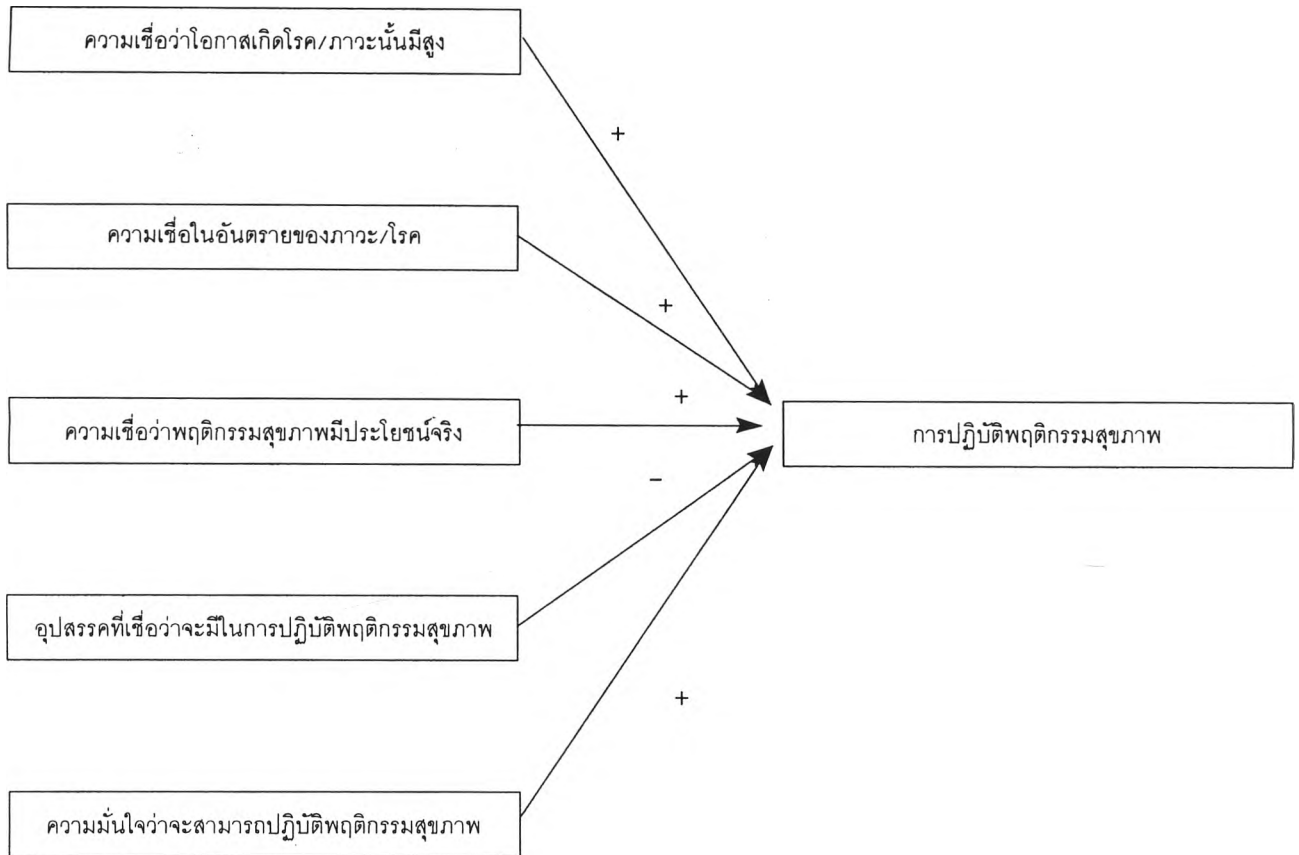 ความเชื่อว่าโอกาสเกิดโรค/ภาวะนั้นมีสูง
+
ความเชื่อในอันตรายของภาวะ/โรค
+
+
ความเชื่อว่าพฤติกรรมสุขภาพมีประโยชน์จริง
การปฏิบัติพฤติกรรมสุขภาพ
–
อุปสรรคที่เชื่อว่าจะมีในการปฏิบัติพฤติกรรมสุขภาพ
+
ความมั่นใจว่าจะสามารถปฏิบัติพฤติกรรมสุขภาพ